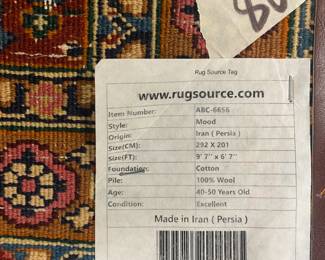 Rug Source Tag
www.rugsource.com
Item Number: ABC-6656
Style: Mood
Origin: Iran ( Persia )
Size(CM): 292 X 201
Size(FT): 9' 7" x 6' 7"
Foundation: Cotton
Pile: 100% Wool
Age: 40-50 Years Old
Condition: Excellent
Made in Iran ( Persia )